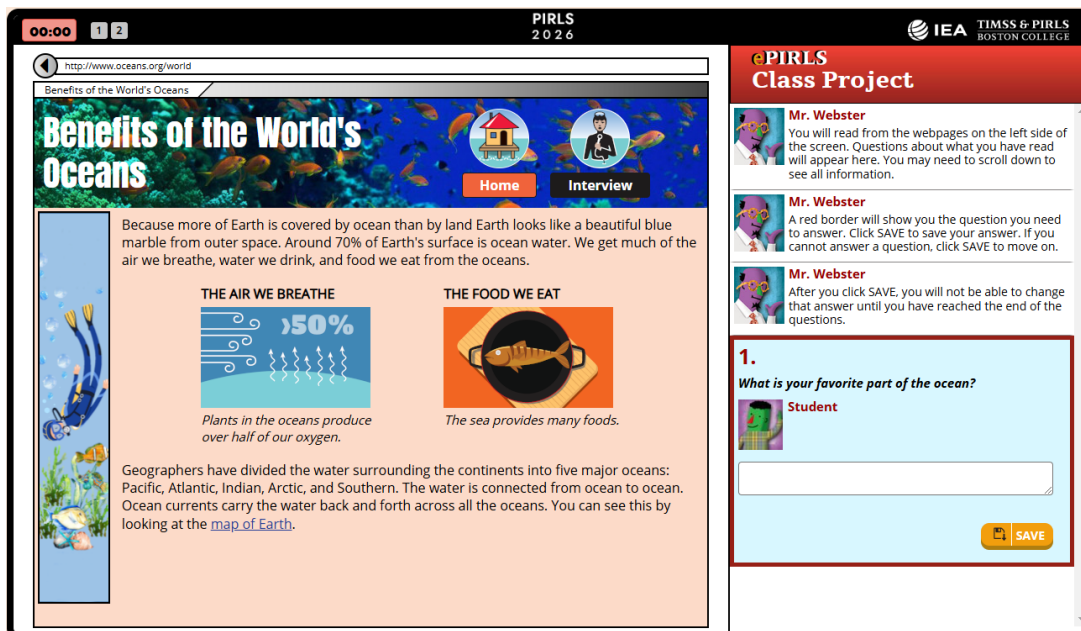 00:00
1 2
PIRLS
2026
IEA
TIMSS & PIRLS
BOSTON COLLEGE
http://www.oceans.org/world
Benefits of the World's Oceans
Benefits of the World's
Oceans
Home
Interview
Because more of Earth is covered by ocean than by land Earth looks like a beautiful blue
marble from outer space. Around 70% of Earth's surface is ocean water. We get much of the
air we breathe, water we drink, and food we eat from the oceans.
THE AIR WE BREATHE
>50%
Plants in the oceans produce
over half of our oxygen.
THE FOOD WE EAT
The sea provides many foods.
Geographers have divided the water surrounding the continents into five major oceans:
Pacific, Atlantic, Indian, Arctic, and Southern. The water is connected from ocean to ocean.
Ocean currents carry the water back and forth across all the oceans. You can see this by
looking at the map of Earth.
ePIRLS
Class Project
Mr. Webster
You will read from the webpages on the left side of
the screen. Questions about what you have read
will appear here. You may need to scroll down to
see all information.
Mr. Webster
A red border will show you the question you need
to answer. Click SAVE to save your answer. If you
cannot answer a question, click SAVE to move on.
Mr. Webster
After you click SAVE, you will not be able to change
that answer until you have reached the end of the
questions.
1.
What is your favorite part of the ocean?
Student
SAVE